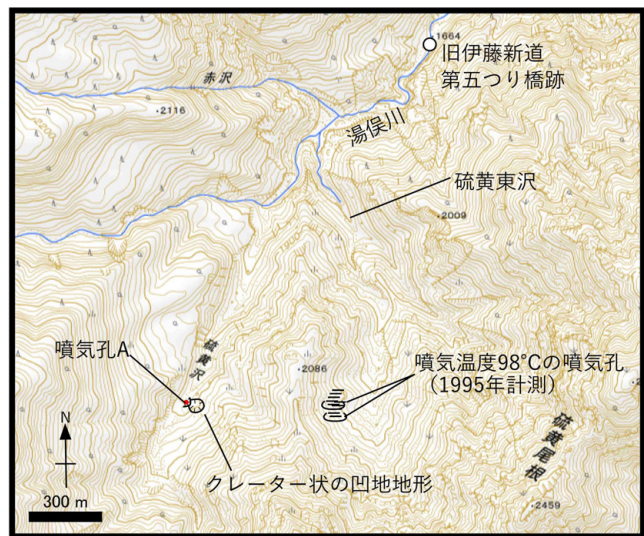 1664
旧伊藤新道
第五つり橋跡
赤沢
2116
湯俣川
硫黄東沢
2009
硫黄沢
噴気孔A
2086
噴気温度98℃の噴気孔
（1995年計測）
硫黄尾根
N
クレーター状の凹地地形
300 m
2459